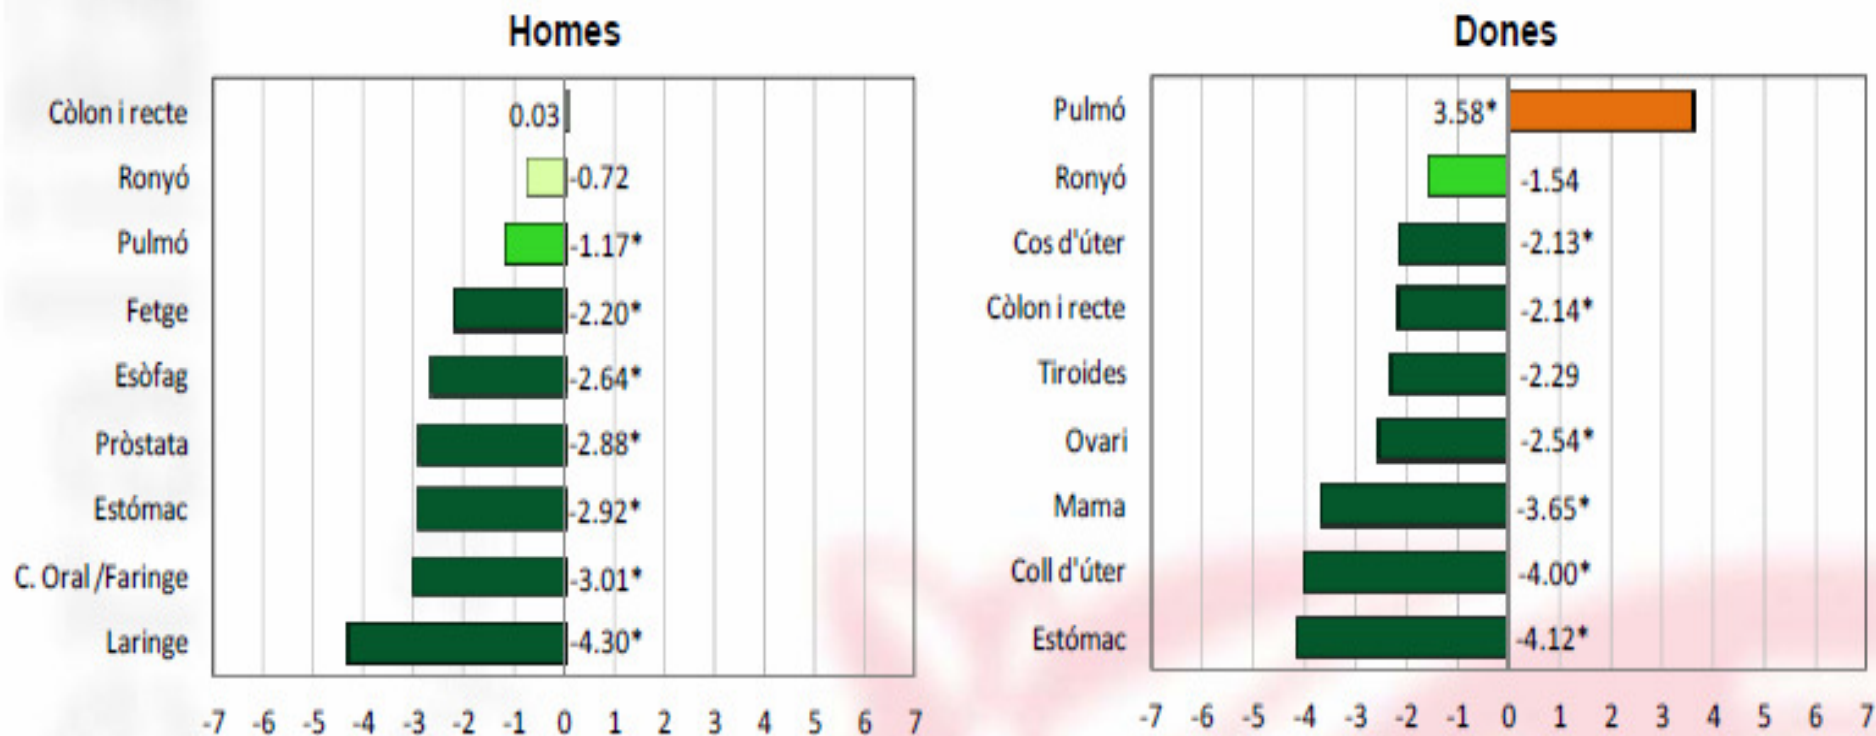 Homes
Còlon i recte 0.03
Ronyó -0.72
Pulmó -1.17*
Fetge -2.20*
Esòfag -2.64*
Pròstata -2.88*
Estómac -2.92*
C. Oral /Faringe -3.01*
Laringe -4.30*
-7 -6 -5 -4 -3 -2 -1 0 1 2 3 4 5 6 7
Dones
Pulmó 3.58*
Ronyó -1.54
Cos d'úter -2.13*
Còlon i recte -2.14*
Tiroides -2.29
Ovari -2.54*
Mama -3.65*
Coll d'úter -4.00*
Estómac -4.12*
-7 -6 -5 -4 -3 -2 -1 0 1 2 3 4 5 6 7